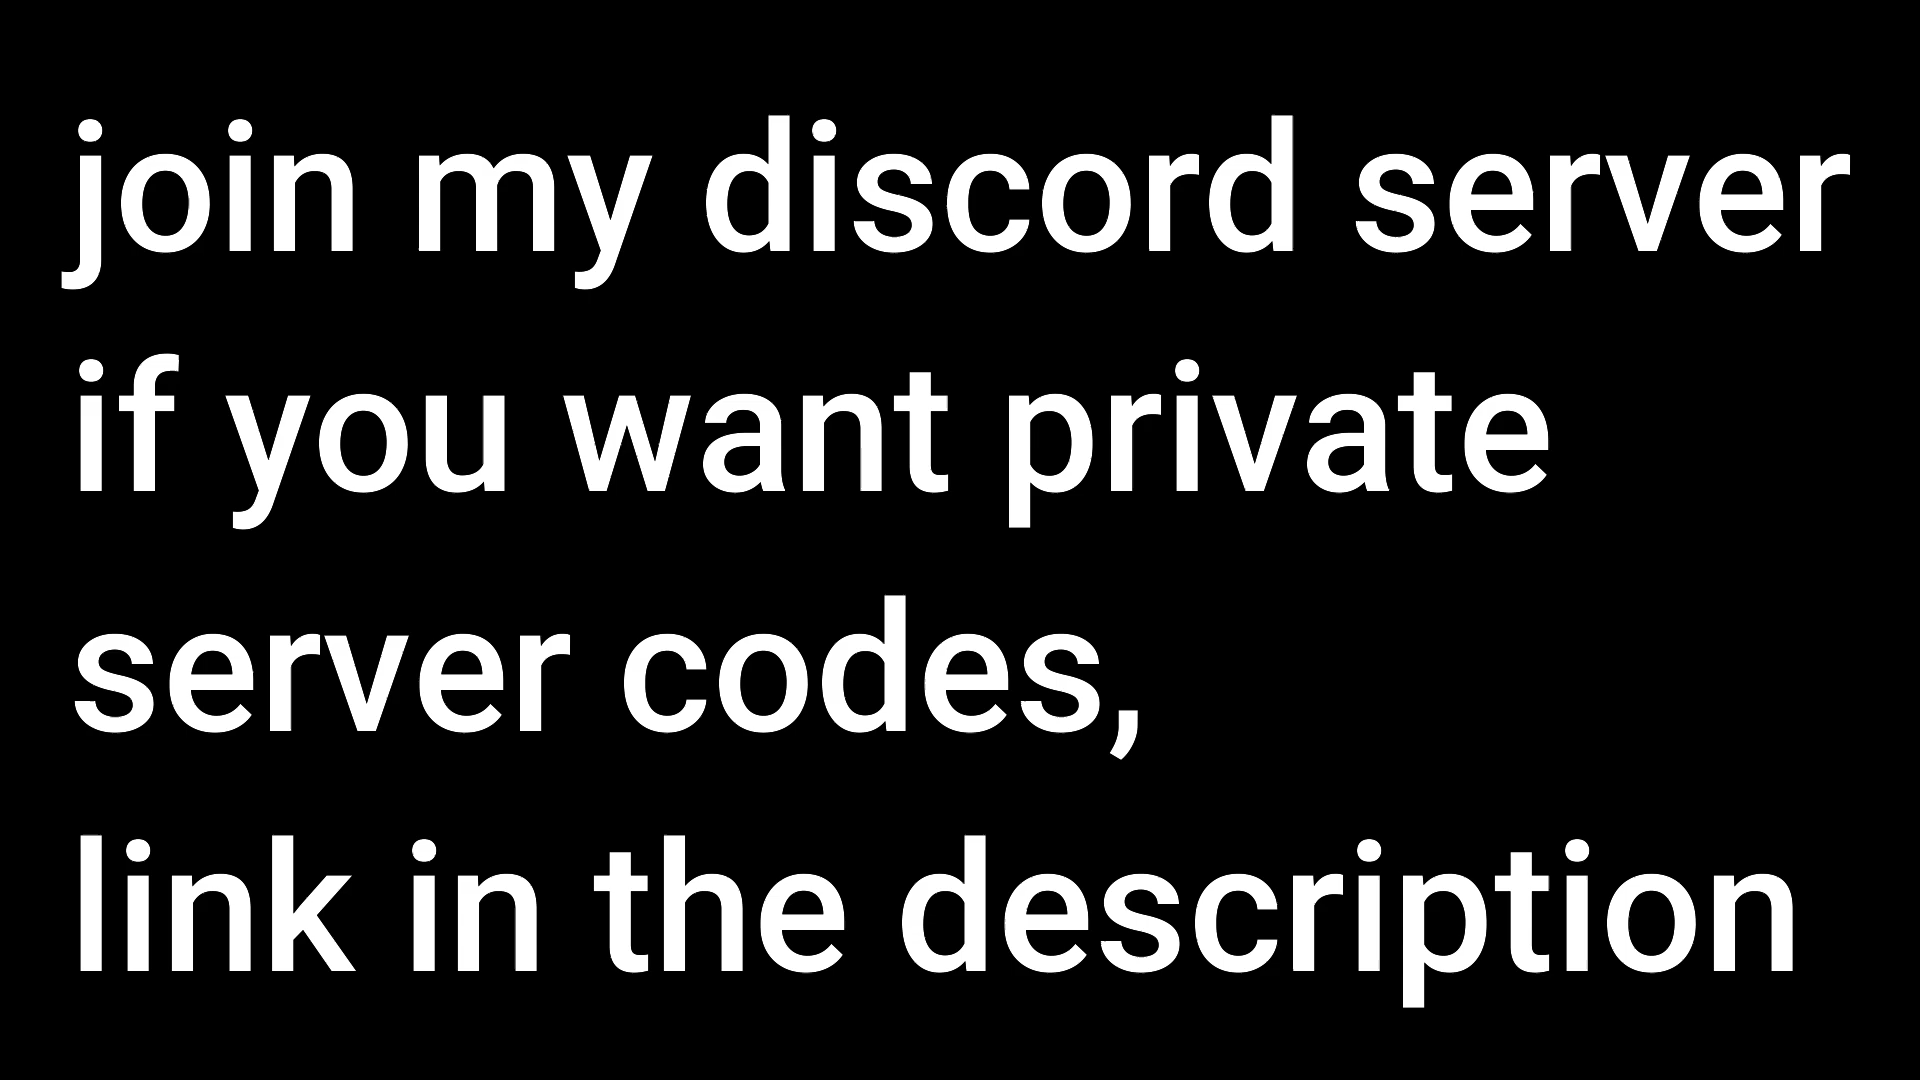 join my discord server
if you want private
server codes,
link in the description